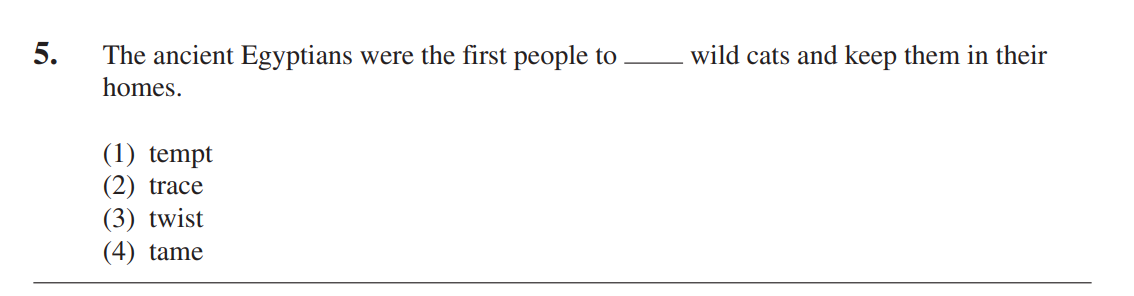 5. The ancient Egyptians were the first people to ____ wild cats and keep them in their
homes.
(1) tempt
(2) trace
(3) twist
(4) tame